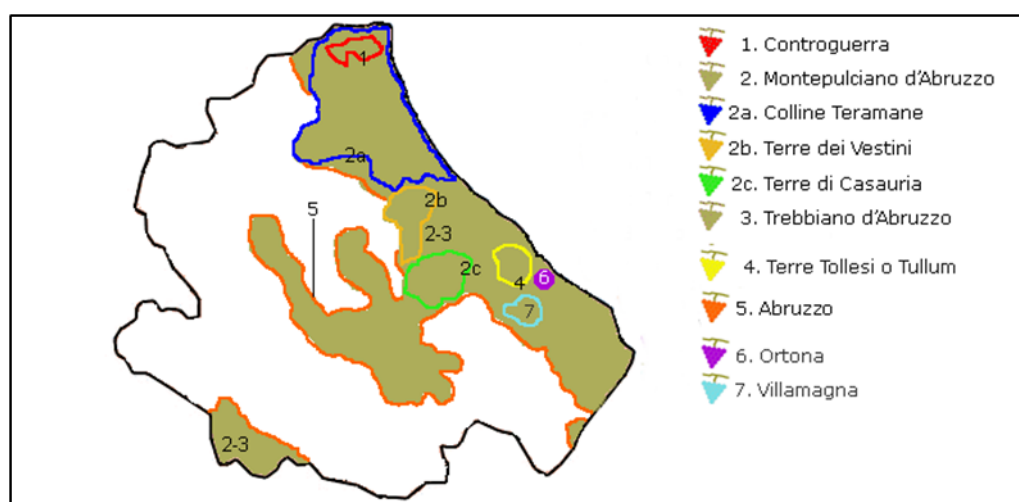 1. Controguerra
2. Montepulciano d'Abruzzo
2a. Colline Teramane
2b. Terre dei Vestini
2c. Terre di Casauria
3. Trebbiano d'Abruzzo
4. Terre Tollesi o Tullum
5. Abruzzo
6. Ortona
7. Villamagna
1
2a
2b
5
2-3
2c
4
6
7
2-3